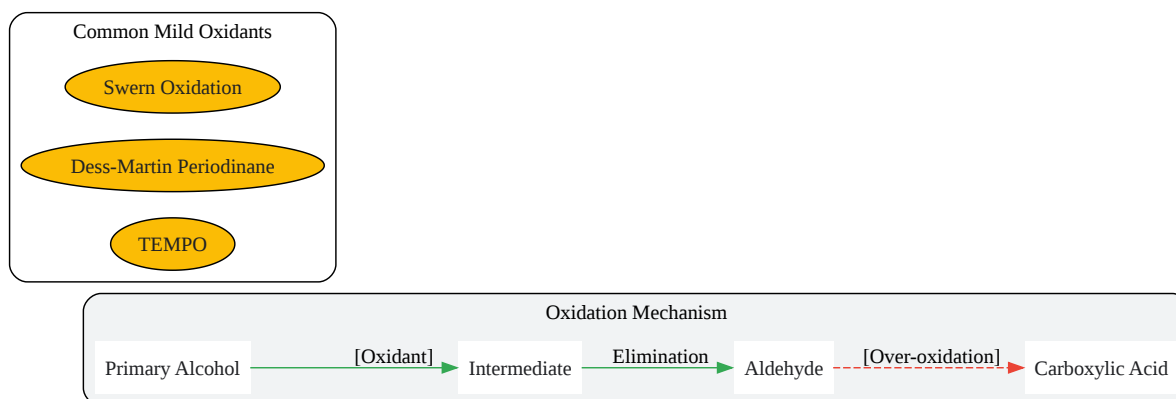 Common Mild Oxidants
Swern Oxidation
Dess-Martin Periodinane
TEMPO
Oxidation Mechanism
Primary Alcohol
[Oxidant]
Intermediate
Elimination
Aldehyde
[Over-oxidation]
Carboxylic Acid